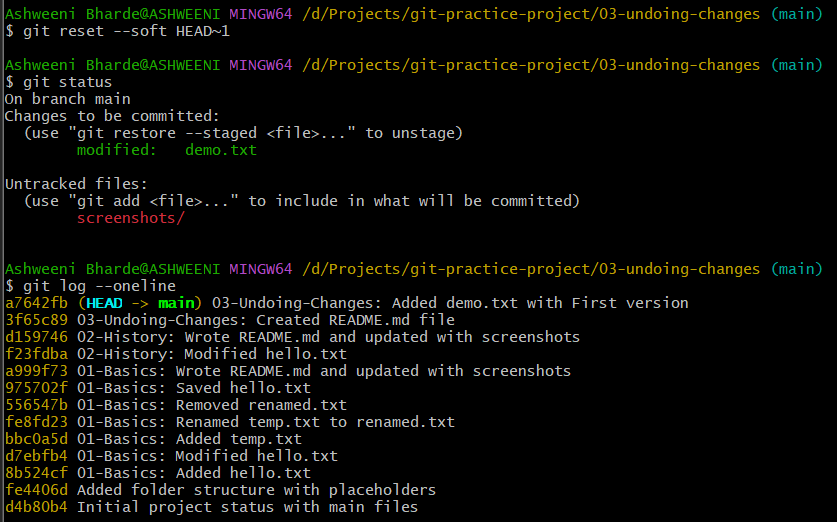 Ashweeni Bharde@ASHWEENI MINGW64 /d/Projects/git-practice-project/03-undoing-changes (main)
$ git reset --soft HEAD~1
Ashweeni Bharde@ASHWEENI MINGW64 /d/Projects/git-practice-project/03-undoing-changes (main)
$ git status
On branch main
Changes to be committed:
  (use "git restore --staged <file>..." to unstage)
        modified:   demo.txt
Untracked files:
  (use "git add <file>..." to include in what will be committed)
        screenshots/
Ashweeni Bharde@ASHWEENI MINGW64 /d/Projects/git-practice-project/03-undoing-changes (main)
$ git log --oneline
a7642fb (HEAD -> main) 03-Undoing-Changes: Added demo.txt with First version
3f65c89 03-Undoing-Changes: Created README.md file
d159746 02-History: Wrote README.md and updated with screenshots
f23fdba 02-History: Modified hello.txt
a999f73 01-Basics: Wrote README.md and updated with screenshots
975702f 01-Basics: Saved hello.txt
556547b 01-Basics: Removed renamed.txt
fe8fd23 01-Basics: Renamed temp.txt to renamed.txt
bbc0a5d 01-Basics: Added temp.txt
d7ebfb4 01-Basics: Modified hello.txt
8b524cf 01-Basics: Added hello.txt
fe4406d Added folder structure with placeholders
d4b80b4 Initial project status with main files